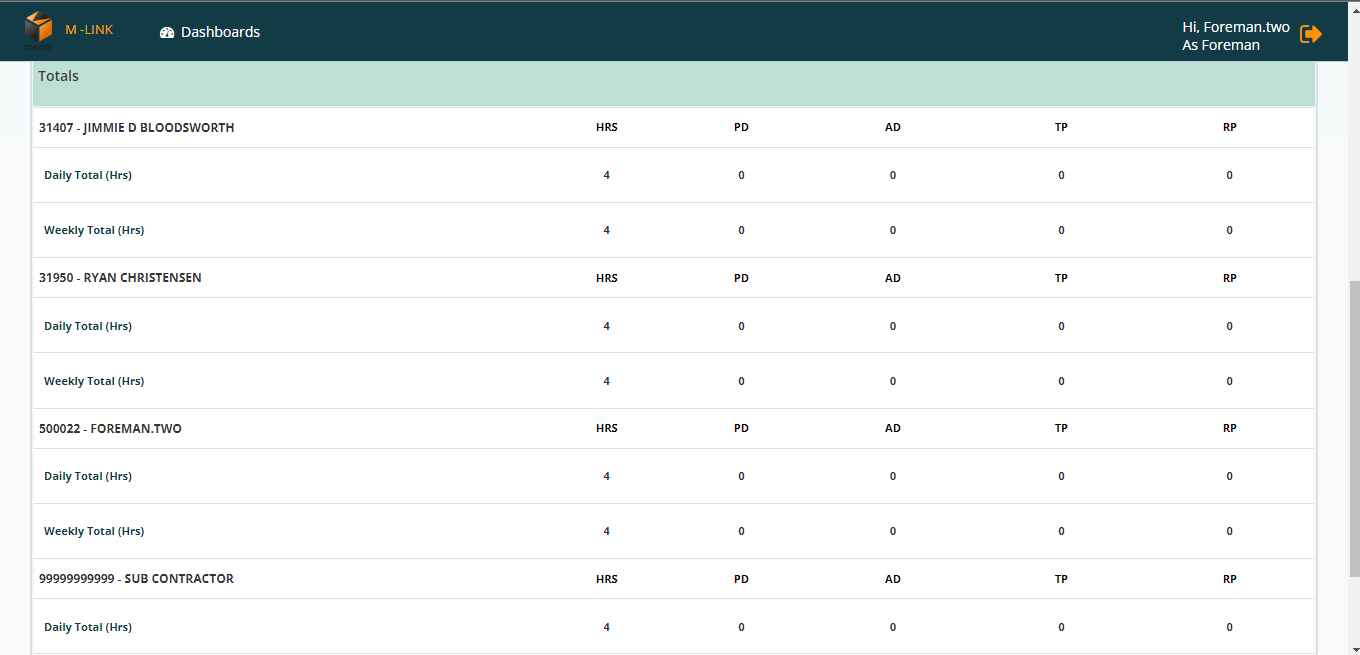 M -LINK
Dashboards
Hi, Foreman.two
As Foreman
Totals
31407 - JIMMIE D BLOODSWORTH HRS PD AD TP RP
Daily Total (Hrs) 4 0 0 0 0
Weekly Total (Hrs) 4 0 0 0 0
31950 - RYAN CHRISTENSEN HRS PD AD TP RP
Daily Total (Hrs) 4 0 0 0 0
Weekly Total (Hrs) 4 0 0 0 0
500022 - FOREMAN.TWO HRS PD AD TP RP
Daily Total (Hrs) 4 0 0 0 0
Weekly Total (Hrs) 4 0 0 0 0
99999999999 - SUB CONTRACTOR HRS PD AD TP RP
Daily Total (Hrs) 4 0 0 0 0